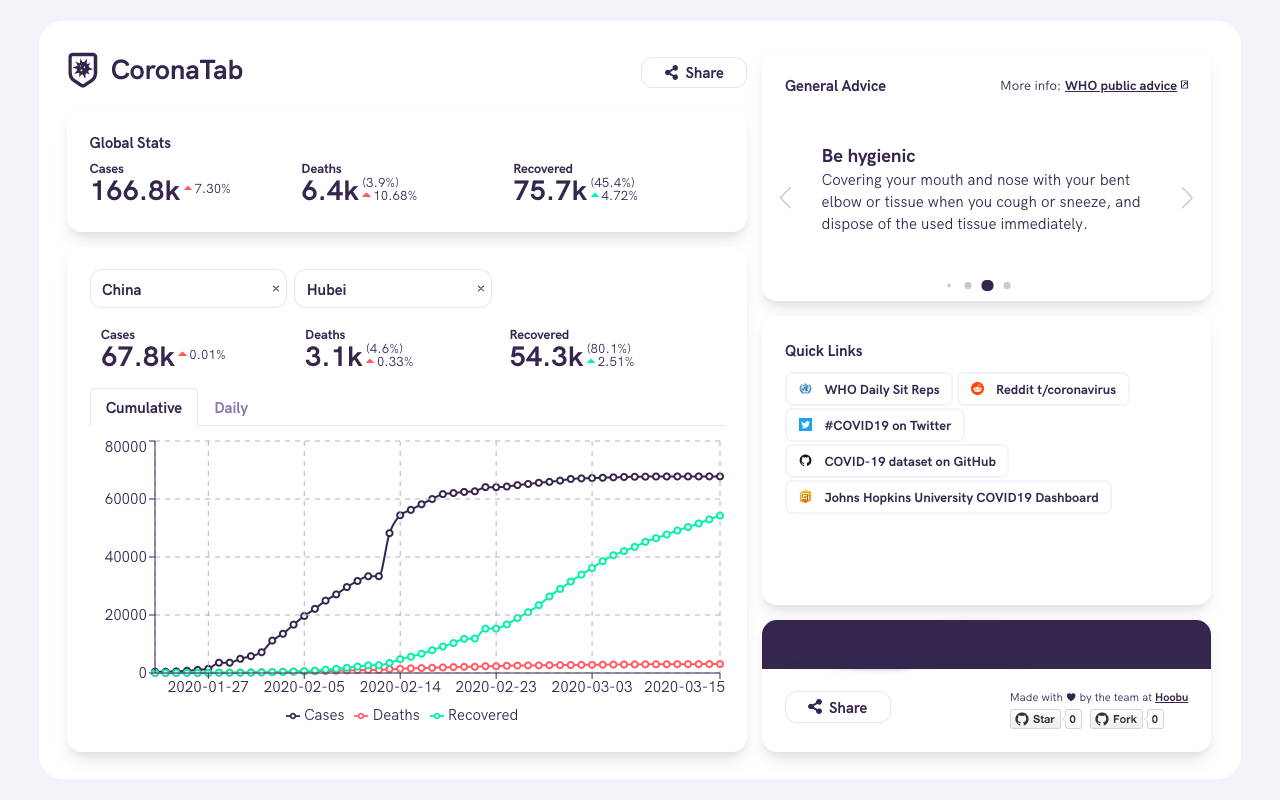 CoronaTab
Share
Global Stats
Cases
166.8k 7.30%
Deaths
6.4k (3.9%) 10.68%
Recovered
75.7k (45.4%) 4.72%
China × Hubei ×
Cases
67.8k 0.01%
Deaths
3.1k (4.6%) 0.33%
Recovered
54.3k (80.1%) 2.51%
Cumulative Daily
80000
60000
40000
20000
0
2020-01-27 2020-02-05 2020-02-14 2020-02-23 2020-03-03 2020-03-15
Cases Deaths Recovered
General Advice More info: WHO public advice
Be hygienic
Covering your mouth and nose with your bent
elbow or tissue when you cough or sneeze, and
dispose of the used tissue immediately.
Quick Links
WHO Daily Sit Reps Reddit t/coronavirus
#COVID19 on Twitter
COVID-19 dataset on GitHub
Johns Hopkins University COVID19 Dashboard
Share
Made with by the team at Hoobu
Star 0 Fork 0